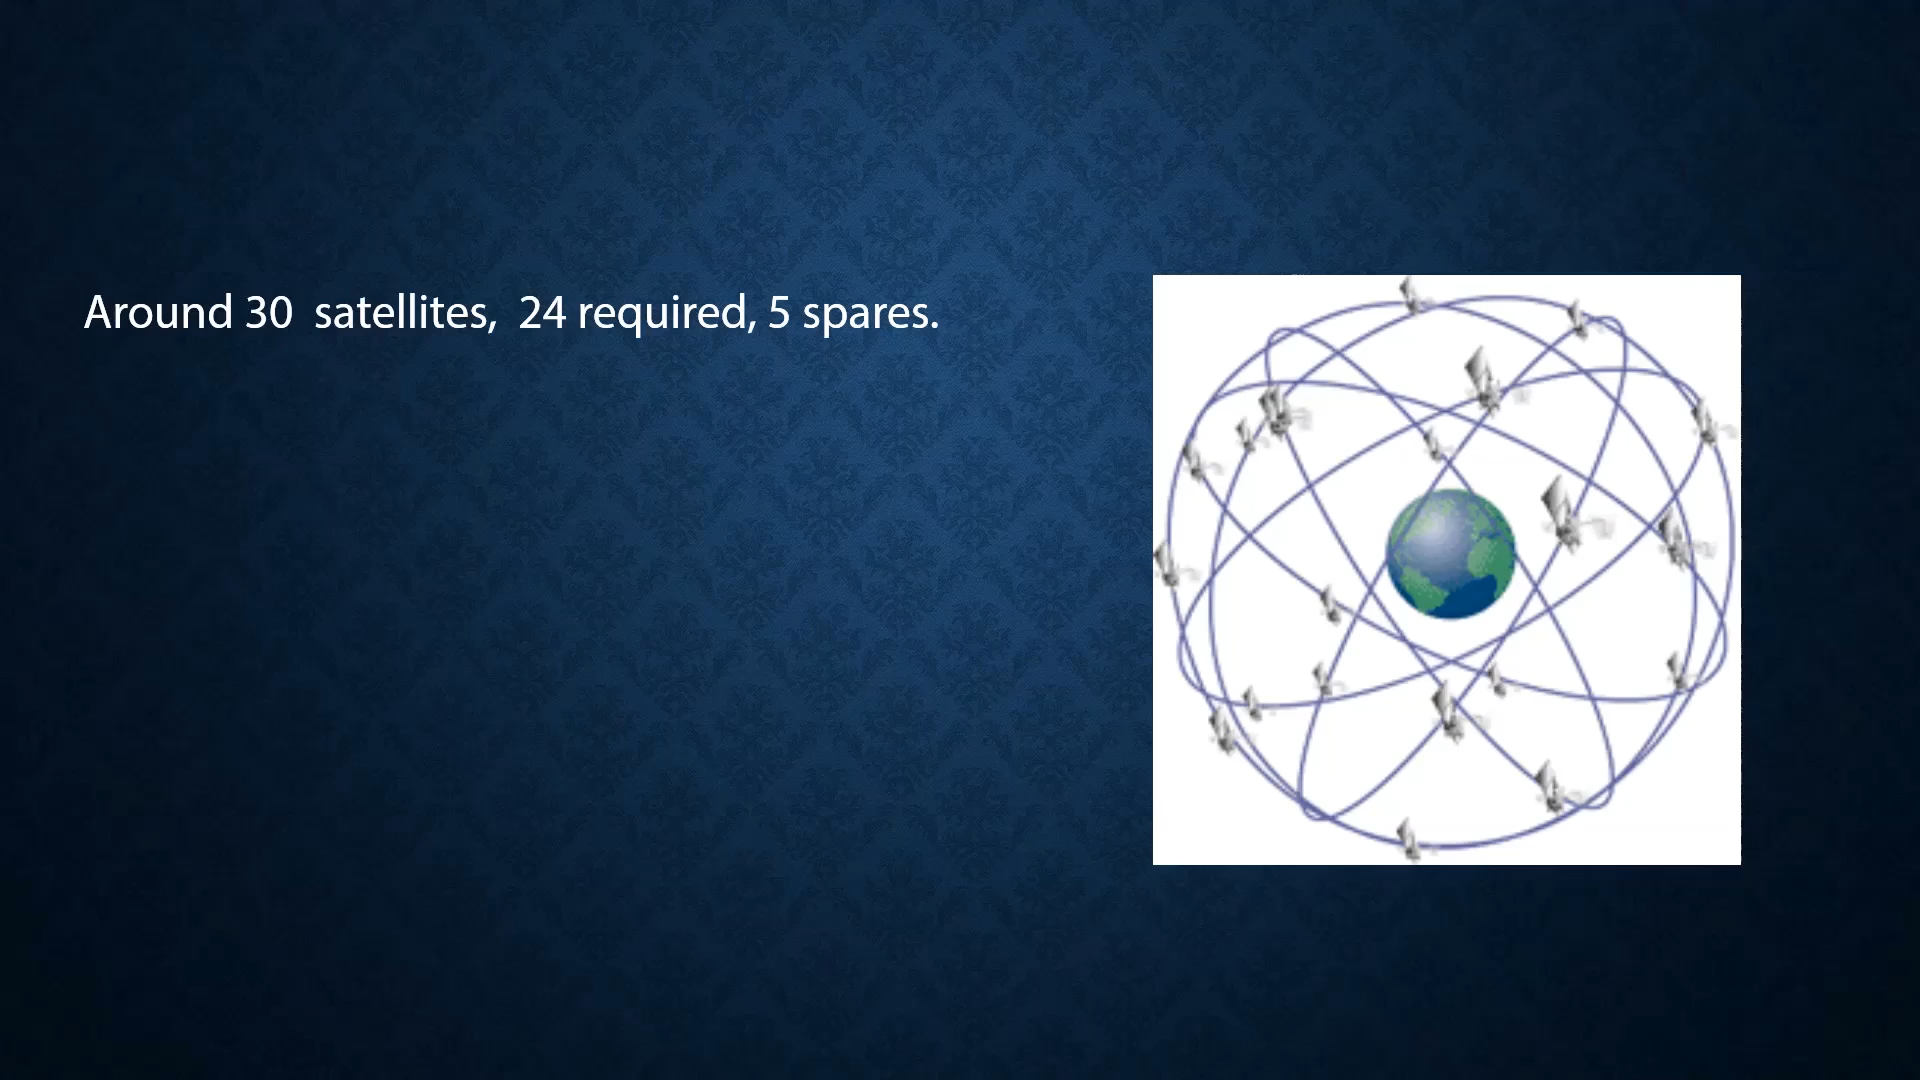 Around 30  satellites,  24 required, 5 spares.